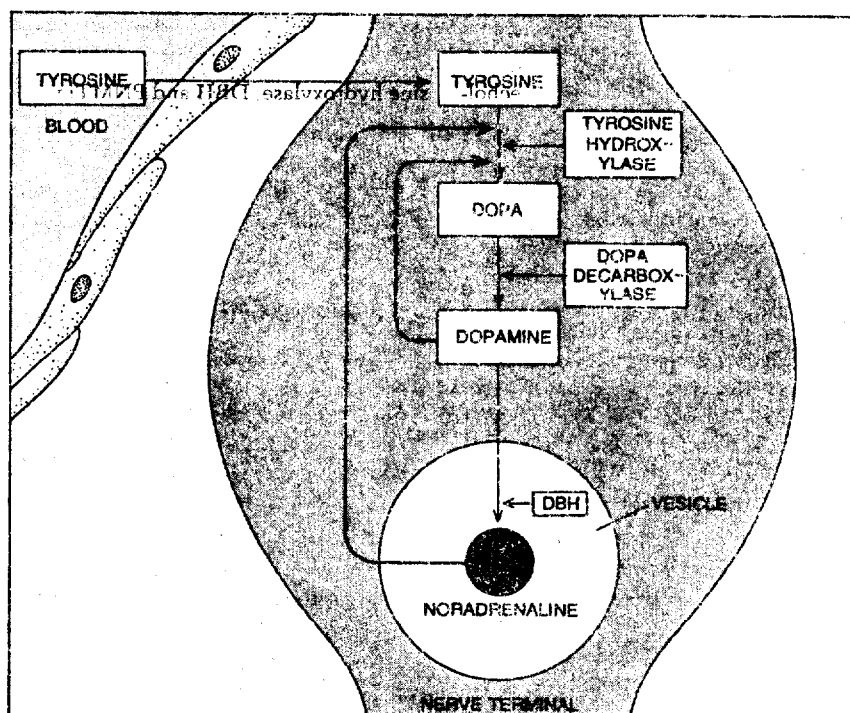 TYROSINE
TYROSINE
BLOOD
TYROSINE
HYDROX-
YLASE
DOPA
DOPA
DECARBOX-
YLASE
DOPAMINE
DBH
VESICLE
NORADRENALINE
NERVE TERMINAL